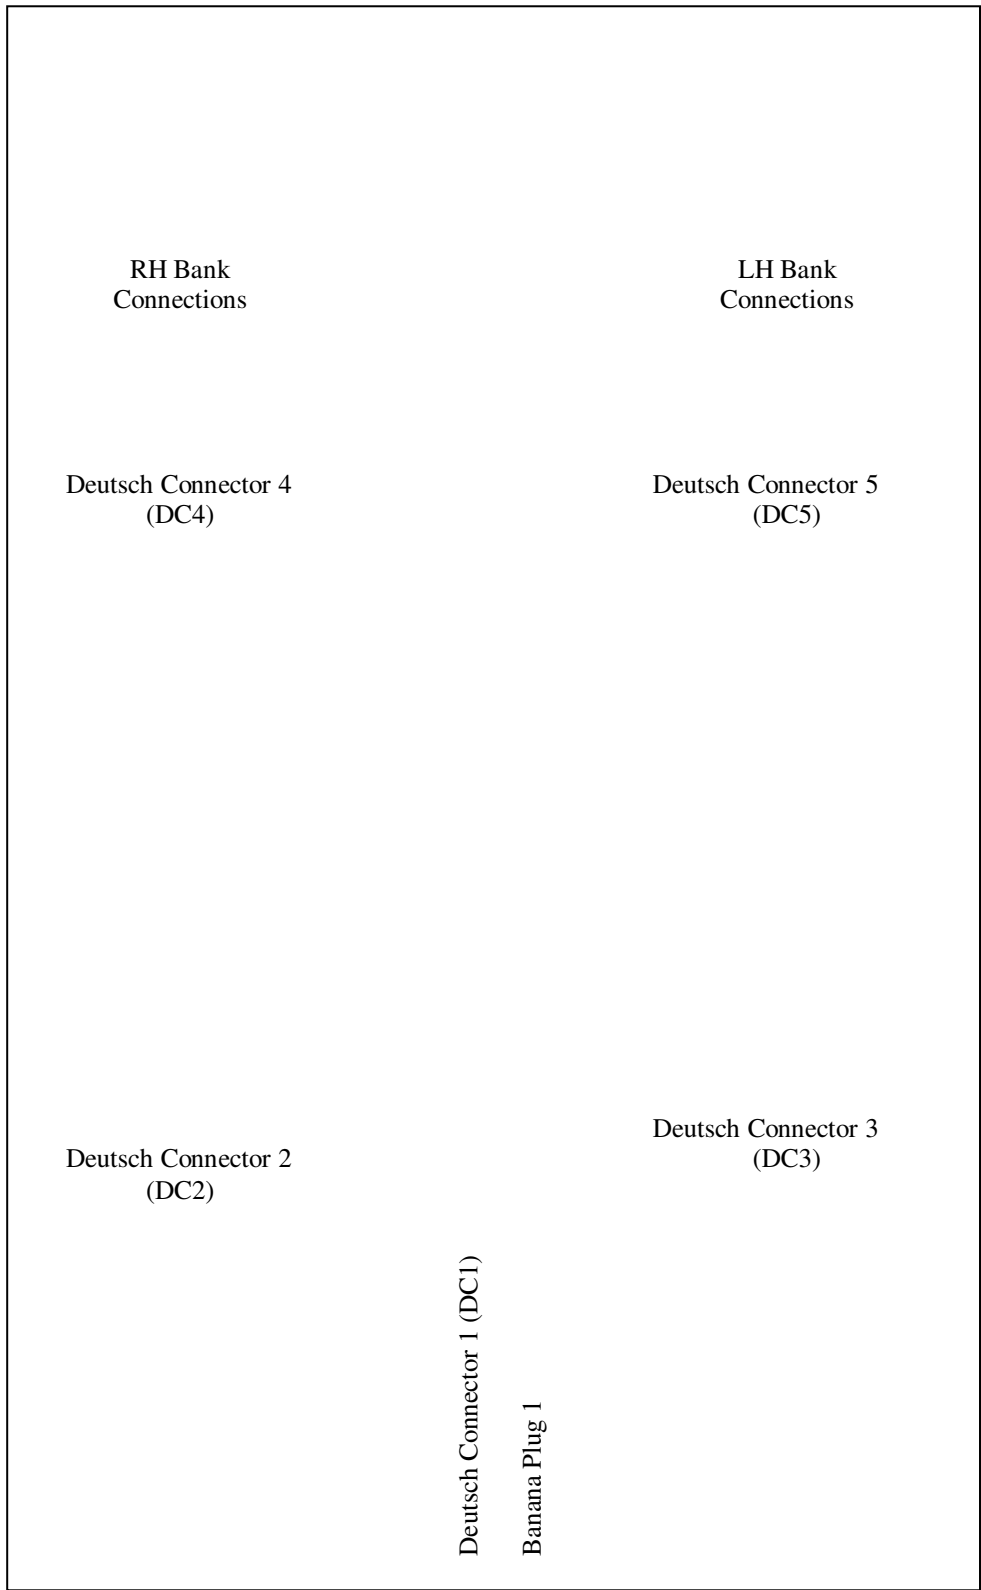 RH Bank
Connections
LH Bank
Connections
Deutsch Connector 4
(DC4)
Deutsch Connector 5
(DC5)
Deutsch Connector 3
(DC3)
Deutsch Connector 2
(DC2)
Deutsch Connector 1 (DC1)
Banana Plug 1